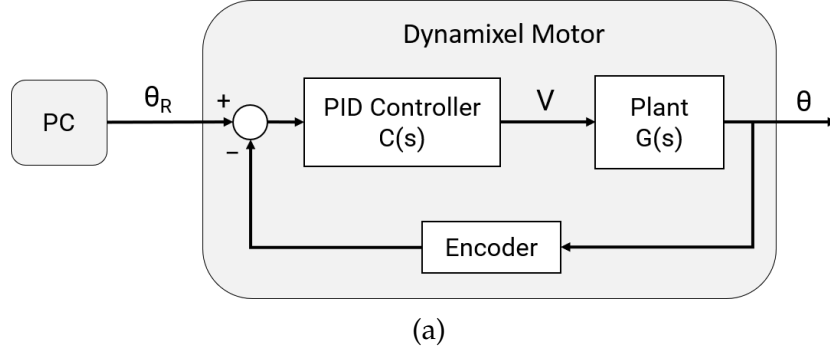 Dynamixel Motor
PC
θR
+
−
PID Controller
C(s)
V
Plant
G(s)
θ
Encoder
(a)